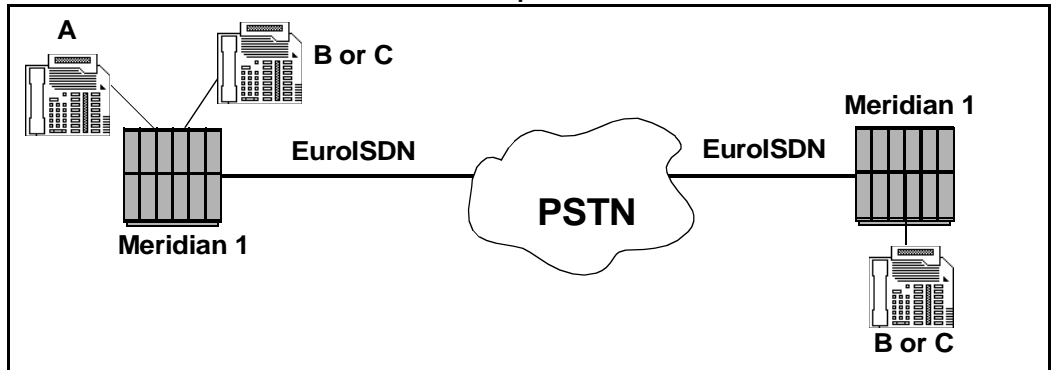 A
B or C
Meridian 1
EuroISDN
EuroISDN
PSTN
Meridian 1
B or C